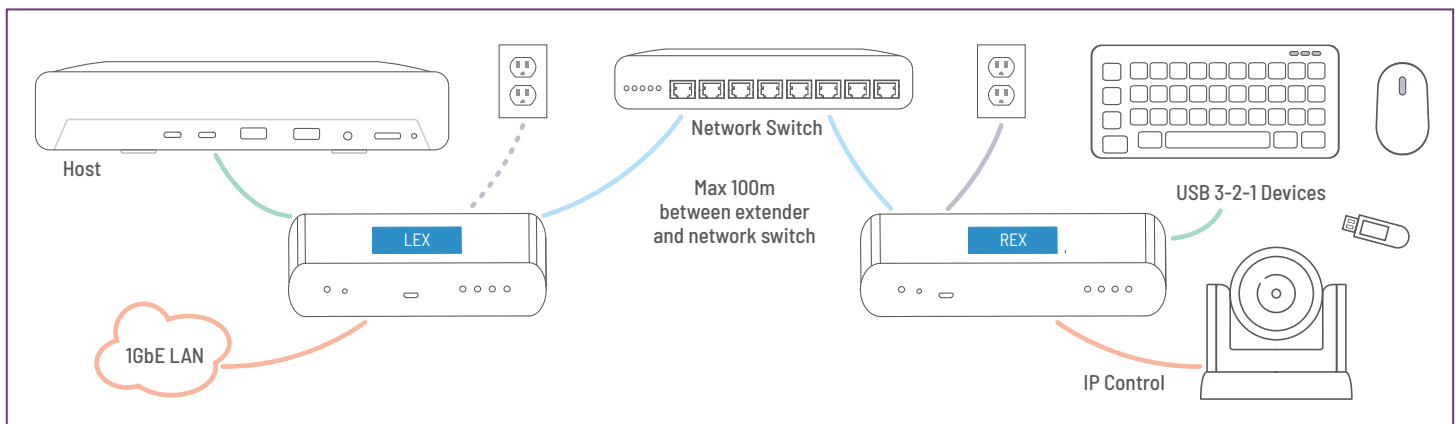 Host
Network Switch
Max 100m
between extender
and network switch
USB 3-2-1 Devices
LEX
REX
1GbE LAN
IP Control